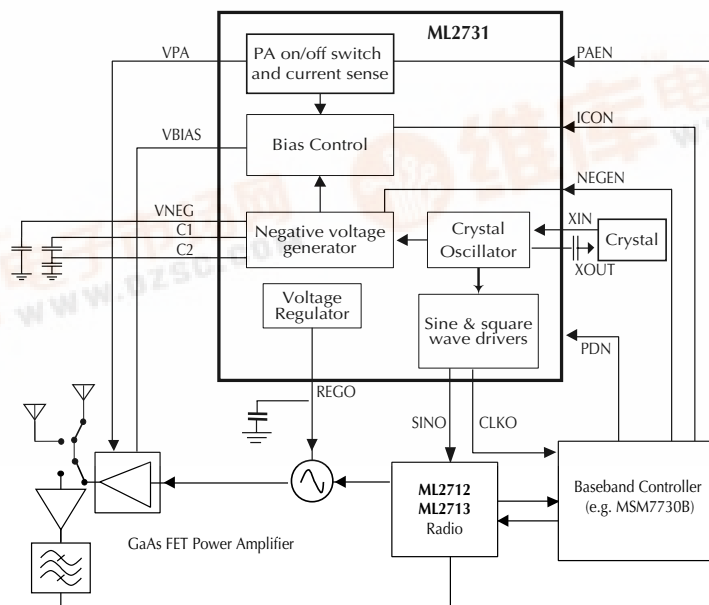 ML2731
VPA
PA on/off switch
and current sense
PAEN
ICON
VBIAS
Bias Control
NEGEN
VNEG
C1
C2
Negative voltage
generator
Crystal
Oscillator
XIN
Crystal
XOUT
Voltage
Regulator
Sine & square
wave drivers
PDN
REGO
SINO
CLKO
ML2712
ML2713
Radio
Baseband Controller
(e.g. MSM7730B)
GaAs FET Power Amplifier